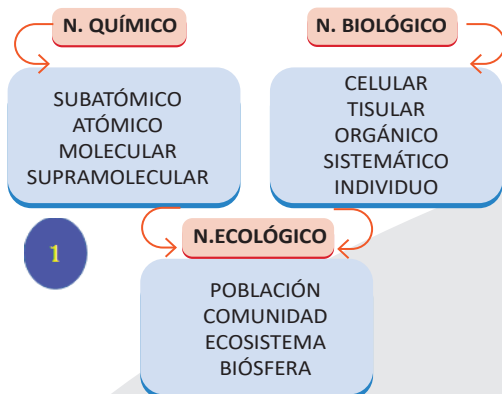 N. QUÍMICO
SUBATÓMICO
ATÓMICO
MOLECULAR
SUPRAMOLECULAR
N. BIOLÓGICO
CELULAR
TISULAR
ORGÁNICO
SISTEMÁTICO
INDIVIDUO
1
N.ECOLÓGICO
POBLACIÓN
COMUNIDAD
ECOSISTEMA
BIÓSFERA